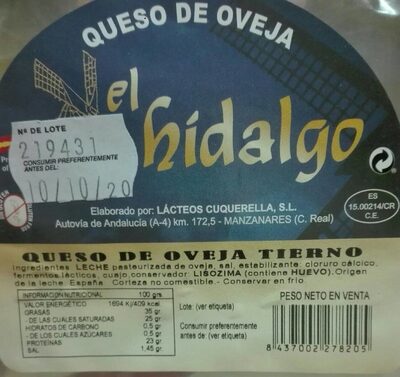 QUESO DE OVEJA
el
hidalgo
Nº DE LOTE
219431
CONSUMIR PREFERENTEMENTE
ANTES DEL:
10/10/20
ES
15.00214/CR
C.E.
Elaborado por: LÁCTEOS CUQUERELLA, S.L.
Autovía de Andalucía (A-4) km. 172,5 - MANZANARES (C. Real)
QUESO DE OVEJA TIERNO
Ingredientes: LECHE pasteurizada de oveja, sal, estabilizante: cloruro cálcico,
fermentos lácticos, cuajo, conservador: LISOZIMA (contiene HUEVO). Origen
de la leche: España. Corteza no comestible.- Conservar en frío.
INFORMACION NUTRICIONAL 100 grs.
VALOR ENERGÉTICO 1694 Kj/409 kcal
GRASAS 35 gr
- DE LAS CUALES SATURADAS 25 gr
HIDRATOS DE CARBONO 0,5 gr
- DE LOS CUALES AZÚCARES 0,5 gr
PROTEÍNAS 23 gr
SAL 1,45 gr.
Lote: (ver etiqueta)
Consumir preferentemente
antes de: (ver etiqueta)
PESO NETO EN VENTA
8 437002 278205